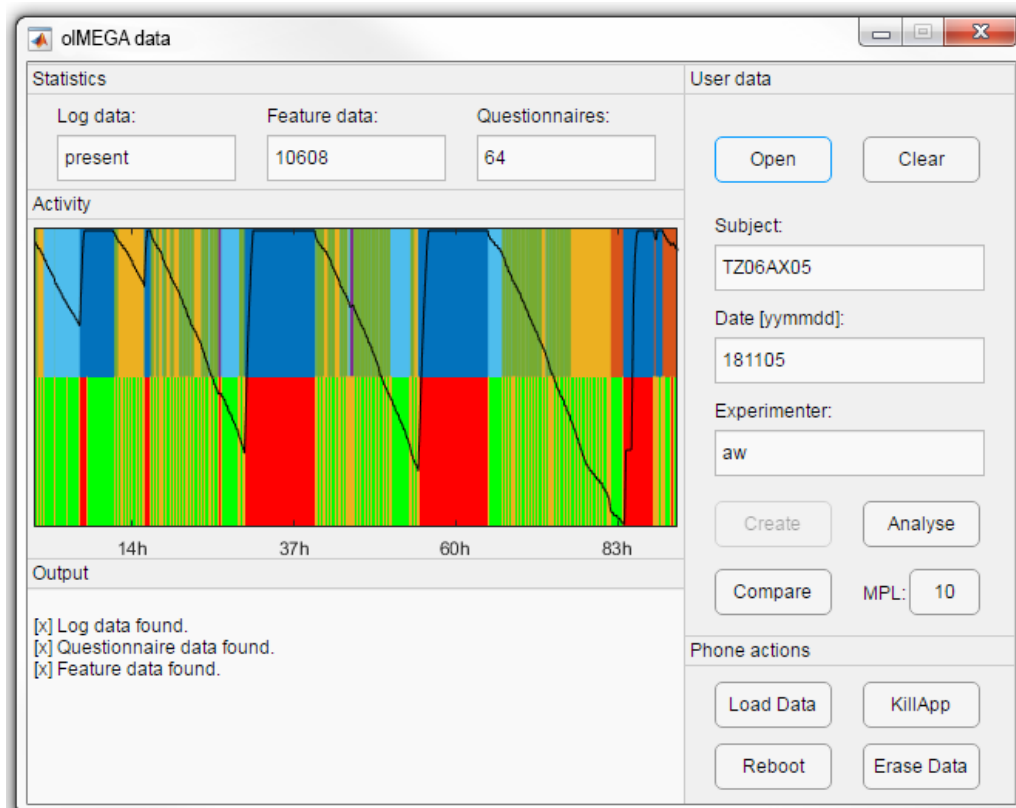 olMEGA data
Statistics
Log data: Feature data: Questionnaires:
present 10608 64
Activity
14h 37h 60h 83h
Output
[x] Log data found.
[x] Questionnaire data found.
[x] Feature data found.
User data
Open Clear
Subject:
TZ06AX05
Date [yymmdd]:
181105
Experimenter:
aw
Create Analyse
Compare MPL: 10
Phone actions
Load Data KillApp
Reboot Erase Data